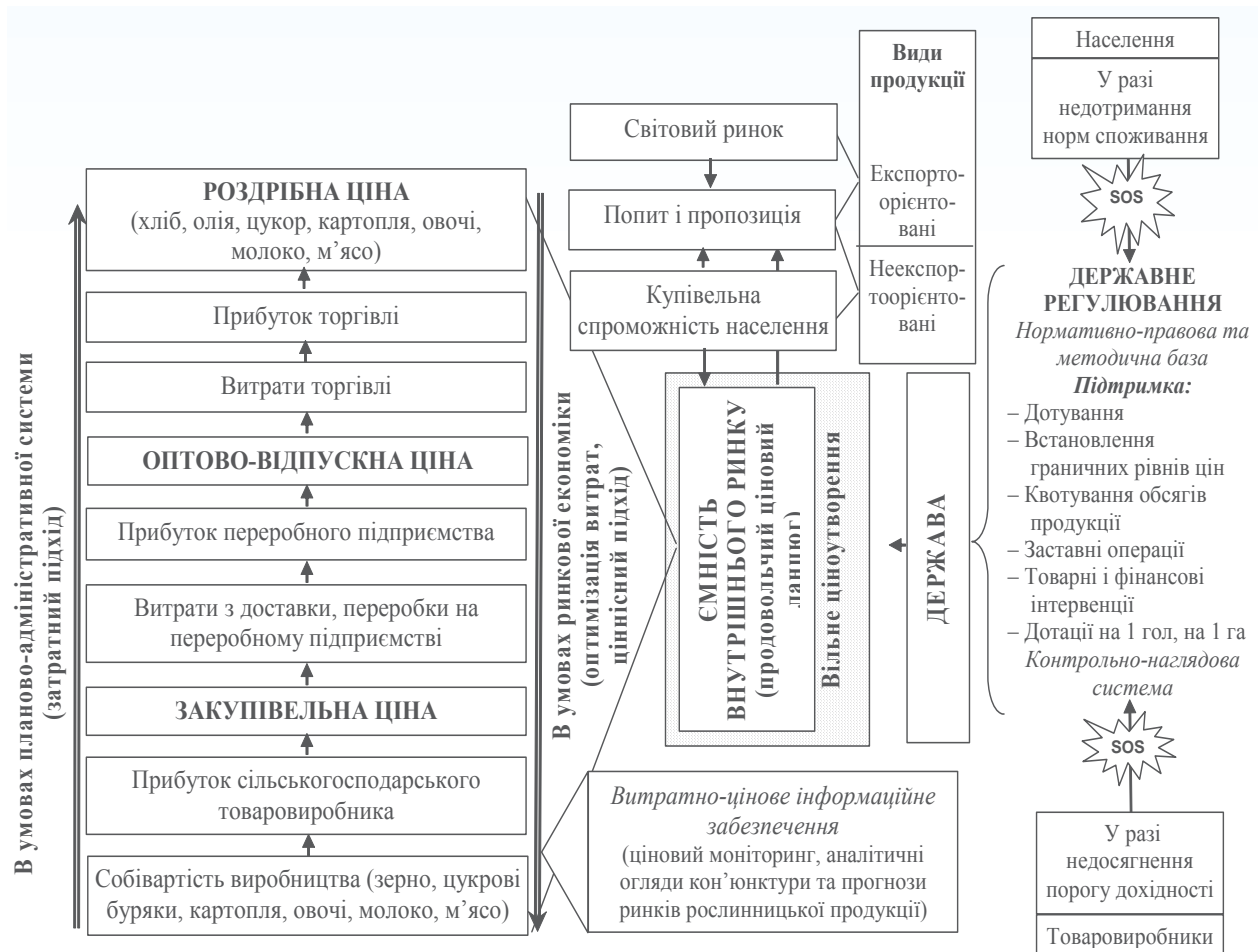 В умовах планово-адміністративної системи
(затратний підхід)
РОЗДРІБНА ЦІНА
(хліб, олія, цукор, картопля, овочі,
молоко, м’ясо)
Прибуток торгівлі
Витрати торгівлі
ОПТОВО-ВІДПУСКНА ЦІНА
Прибуток переробного підприємства
Витрати з доставки, переробки на
переробному підприємстві
ЗАКУПІВЕЛЬНА ЦІНА
Прибуток сільськогосподарського
товаровиробника
Собівартість виробництва (зерно, цукрові
буряки, картопля, овочі, молоко, м’ясо)
В умовах ринкової економіки
(оптимізація витрат,
ціннісний підхід)
Світовий ринок
Попит і пропозиція
Купівельна
спроможність населення
Види
продукції
Експорто-
орієнто-
вані
Неекспор-
тоорієнто-
вані
ЄМНІСТЬ
ВНУТРІШНЬОГО РИНКУ
(продовольчий ціновий
ланцюг)
Вільне ціноутворення
ДЕРЖАВА
Витратно-цінове інформаційне
забезпечення
(ціновий моніторинг, аналітичні
огляди кон’юнктури та прогнози
ринків рослинницької продукції)
Населення
У разі
недотримання
норм споживання
SOS
ДЕРЖАВНЕ
РЕГУЛЮВАННЯ
Нормативно-правова та
методична база
Підтримка:
– Дотування
– Встановлення
граничних рівнів цін
– Квотування обсягів
продукції
– Заставні операції
– Товарні і фінансові
інтервенції
– Дотації на 1 гол, на 1 га
Контрольно-наглядова
система
SOS
У разі
недосягнення
порогу дохідності
Товаровиробники